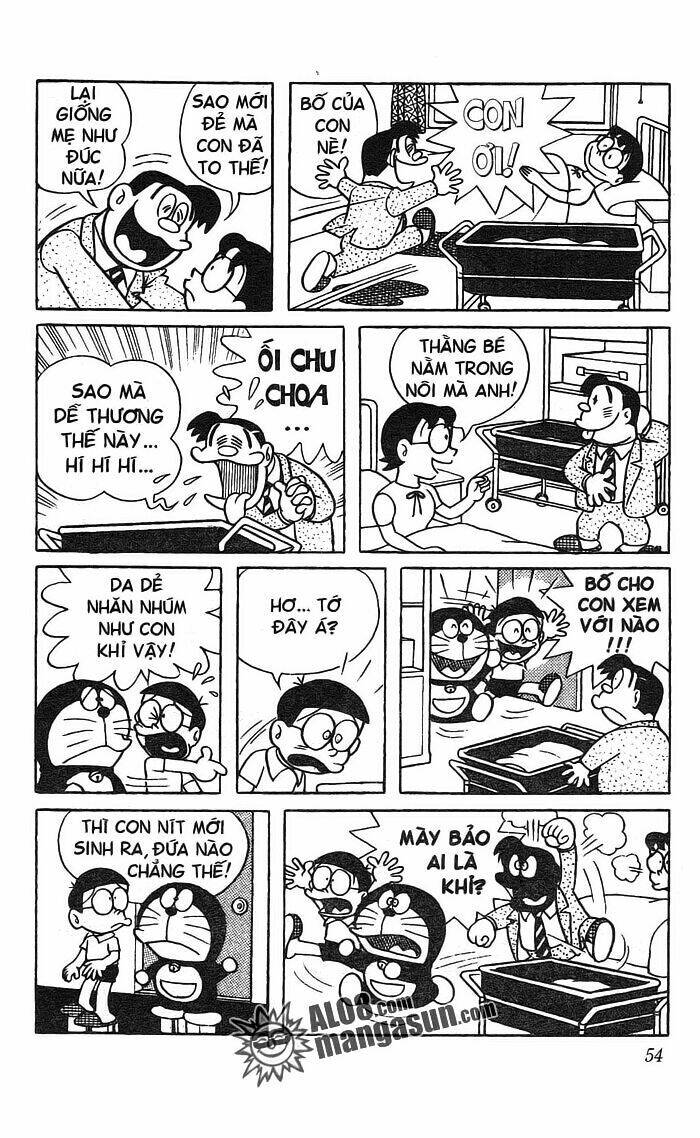 CON
ƠI!
BỐ CỦA
CON
NÈ!
SAO MỚI
ĐẺ MÀ
CON ĐÃ
TO THẾ!
LẠI
GIỐNG
MẸ NHƯ
ĐÚC
NỮA!
THẰNG BÉ
NẰM TRONG
NÔI MÀ ANH!
ỐI CHU
CHOA
...
SAO MÀ
DỄ THƯƠNG
THẾ NÀY...
HÍ HÍ HÍ...
BỐ CHO
CON XEM
VỚI NÀO
!!!
HƠ... TỚ
ĐÂY Á?
DA DẺ
NHĂN NHÚM
NHƯ CON
KHỈ VẬY!
MÀY BẢO
AI LÀ
KHỈ?
THÌ CON NÍT MỚI
SINH RA, ĐỨA NÀO
CHẲNG THẾ!
ALO8.com
mangasun.com
54